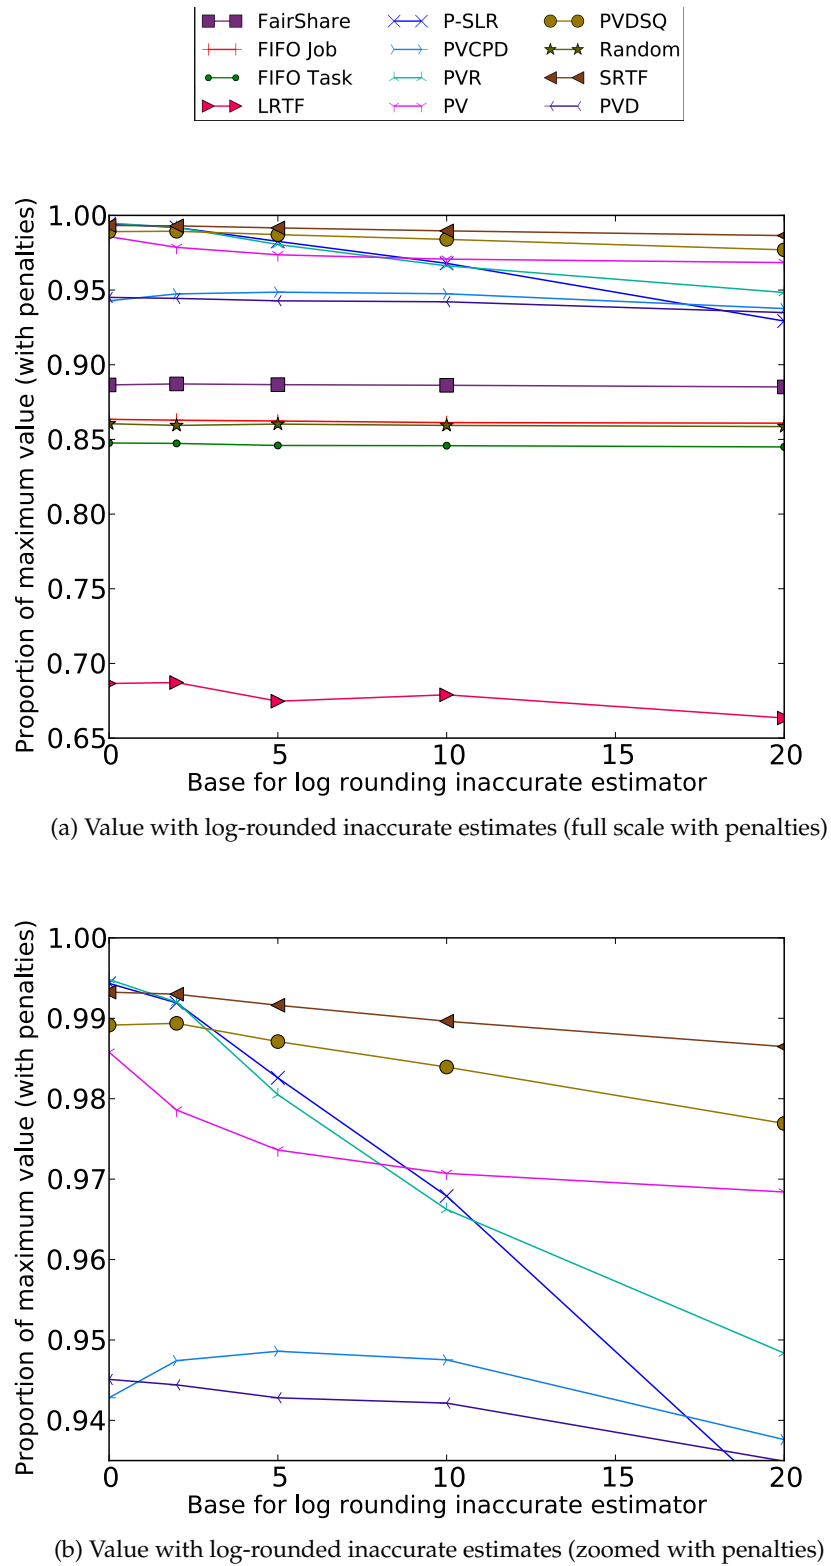 FairShare P-SLR PVDSQ
FIFO Job PVCPD Random
FIFO Task PVR SRTF
LRTF PV PVD
Proportion of maximum value (with penalties)
1.00
0.95
0.90
0.85
0.80
0.75
0.70
0.65
0 5 10 15 20
Base for log rounding inaccurate estimator
(a) Value with log-rounded inaccurate estimates (full scale with penalties)
Proportion of maximum value (with penalties)
1.00
0.99
0.98
0.97
0.96
0.95
0.94
0 5 10 15 20
Base for log rounding inaccurate estimator
(b) Value with log-rounded inaccurate estimates (zoomed with penalties)